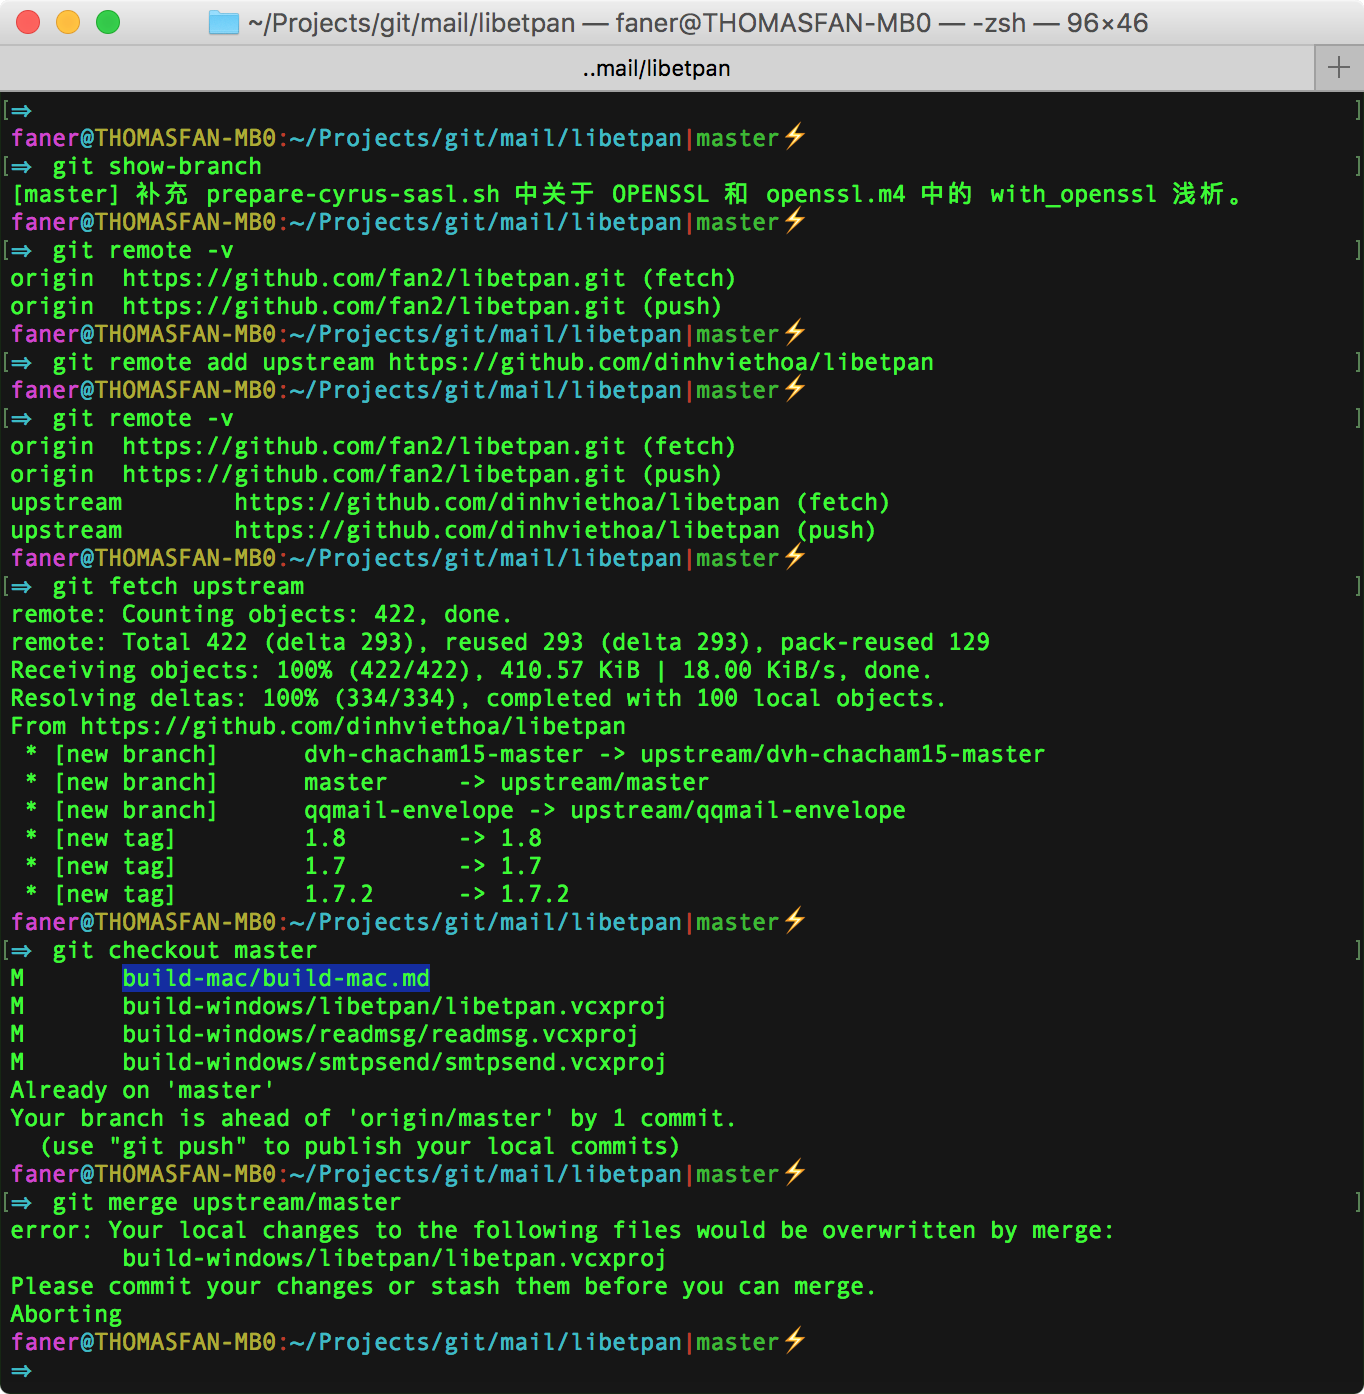 ~/Projects/git/mail/libetpan — faner@THOMASFAN-MB0 — -zsh — 96×46
..mail/libetpan
+
[⇒ ]
faner@THOMASFAN-MB0:~/Projects/git/mail/libetpan|master⚡
[⇒ git show-branch ]
[master] 补充 prepare-cyrus-sasl.sh 中关于 OPENSSL 和 openssl.m4 中的 with_openssl 浅析。
faner@THOMASFAN-MB0:~/Projects/git/mail/libetpan|master⚡
[⇒ git remote -v ]
origin https://github.com/fan2/libetpan.git (fetch)
origin https://github.com/fan2/libetpan.git (push)
faner@THOMASFAN-MB0:~/Projects/git/mail/libetpan|master⚡
[⇒ git remote add upstream https://github.com/dinhviethoa/libetpan ]
faner@THOMASFAN-MB0:~/Projects/git/mail/libetpan|master⚡
[⇒ git remote -v ]
origin https://github.com/fan2/libetpan.git (fetch)
origin https://github.com/fan2/libetpan.git (push)
upstream https://github.com/dinhviethoa/libetpan (fetch)
upstream https://github.com/dinhviethoa/libetpan (push)
faner@THOMASFAN-MB0:~/Projects/git/mail/libetpan|master⚡
[⇒ git fetch upstream ]
remote: Counting objects: 422, done.
remote: Total 422 (delta 293), reused 293 (delta 293), pack-reused 129
Receiving objects: 100% (422/422), 410.57 KiB | 18.00 KiB/s, done.
Resolving deltas: 100% (334/334), completed with 100 local objects.
From https://github.com/dinhviethoa/libetpan
* [new branch] dvh-chacham15-master -> upstream/dvh-chacham15-master
* [new branch] master -> upstream/master
* [new branch] qqmail-envelope -> upstream/qqmail-envelope
* [new tag] 1.8 -> 1.8
* [new tag] 1.7 -> 1.7
* [new tag] 1.7.2 -> 1.7.2
faner@THOMASFAN-MB0:~/Projects/git/mail/libetpan|master⚡
[⇒ git checkout master ]
M build-mac/build-mac.md
M build-windows/libetpan/libetpan.vcxproj
M build-windows/readmsg/readmsg.vcxproj
M build-windows/smtpsend/smtpsend.vcxproj
Already on 'master'
Your branch is ahead of 'origin/master' by 1 commit.
(use "git push" to publish your local commits)
faner@THOMASFAN-MB0:~/Projects/git/mail/libetpan|master⚡
[⇒ git merge upstream/master ]
error: Your local changes to the following files would be overwritten by merge:
build-windows/libetpan/libetpan.vcxproj
Please commit your changes or stash them before you can merge.
Aborting
faner@THOMASFAN-MB0:~/Projects/git/mail/libetpan|master⚡
⇒